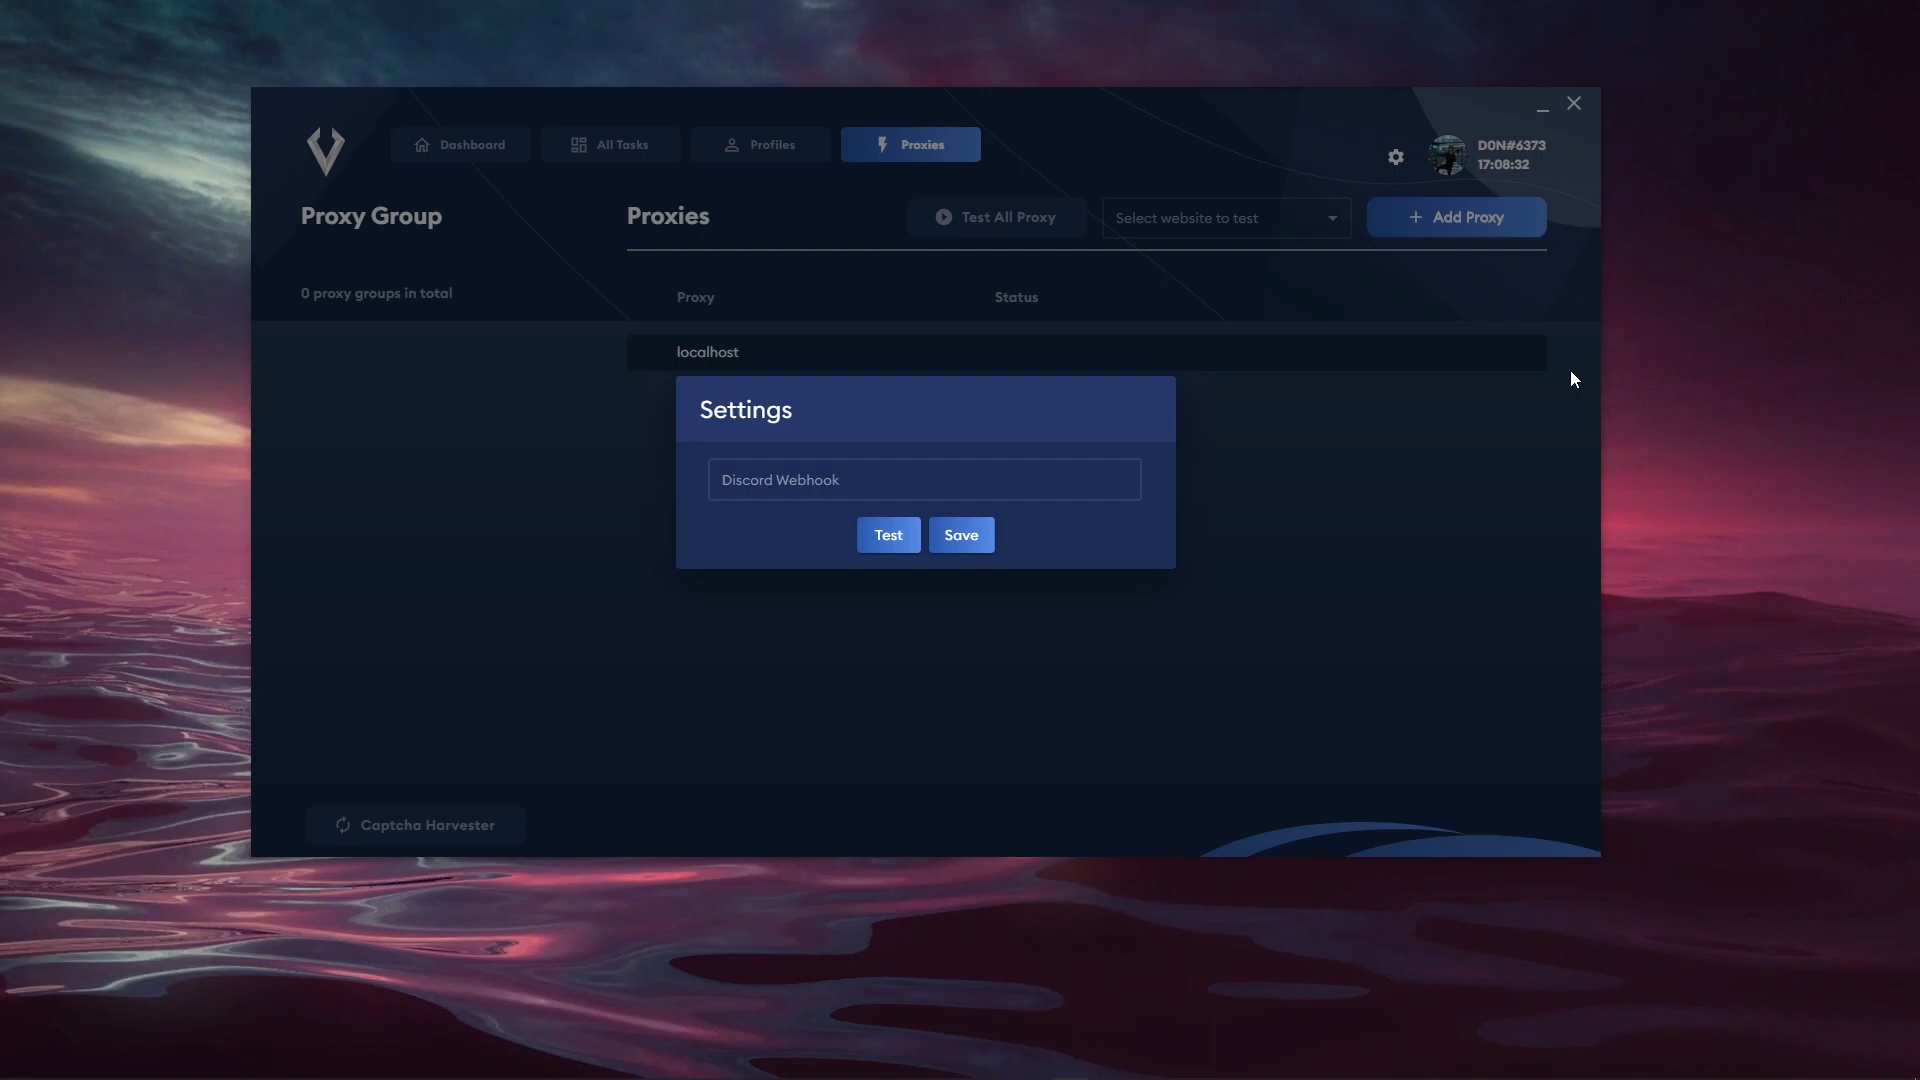 Dashboard
All Tasks
Profiles
Proxies
D0N#6373
17:08:32
Proxy Group
Proxies
Test All Proxy
Select website to test
Add Proxy
0 proxy groups in total
Proxy
Status
localhost
Settings
Discord Webhook
Test
Save
Captcha Harvester